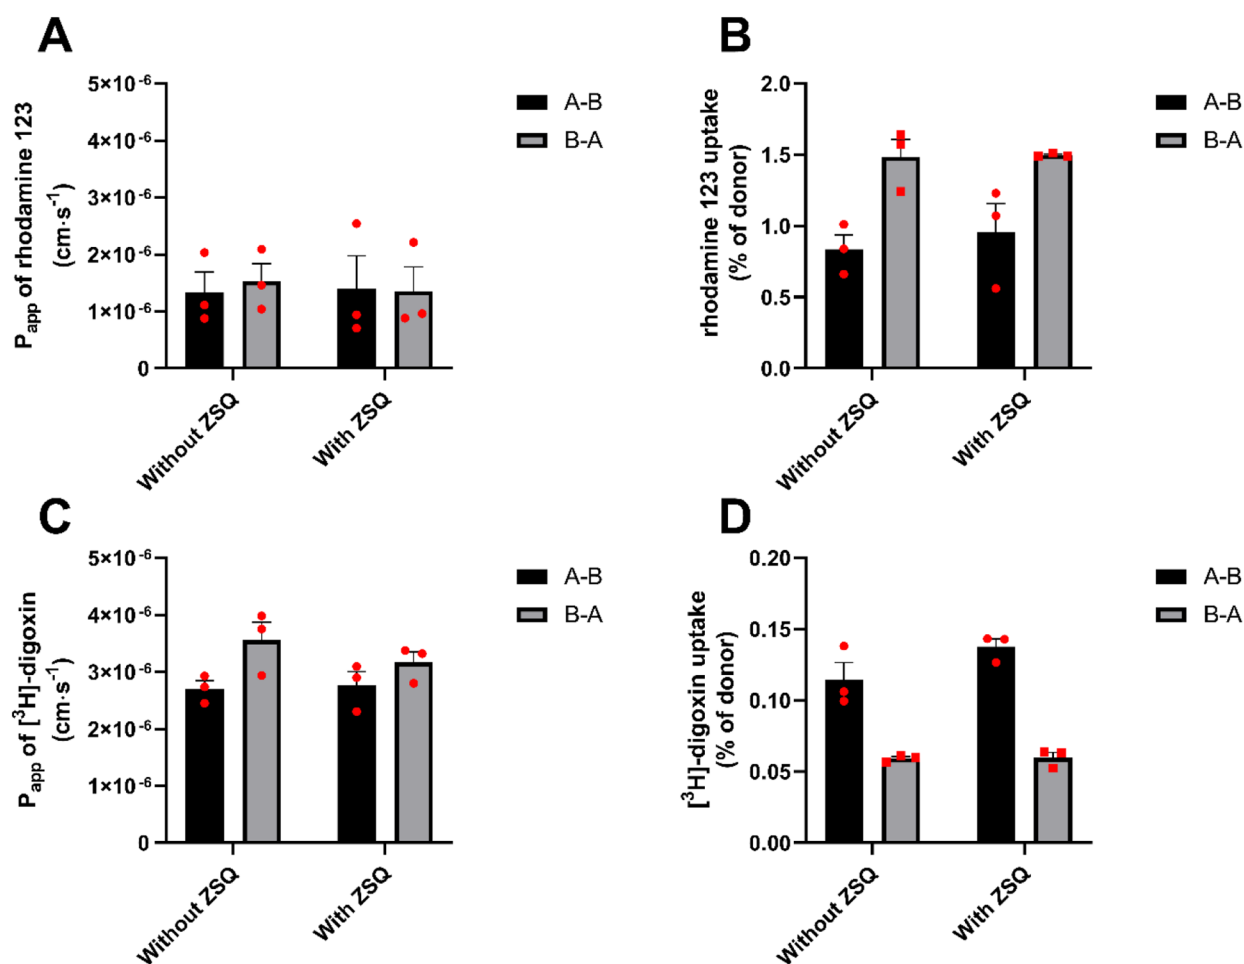 A
P_app of rhodamine 123
(cm·s⁻¹)
5×10⁻⁶
4×10⁻⁶
3×10⁻⁶
2×10⁻⁶
1×10⁻⁶
0
Without ZSQ
With ZSQ
A-B
B-A
B
rhodamine 123 uptake
(% of donor)
2.0
1.5
1.0
0.5
0.0
Without ZSQ
With ZSQ
A-B
B-A
C
P_app of [³H]-digoxin
(cm·s⁻¹)
5×10⁻⁶
4×10⁻⁶
3×10⁻⁶
2×10⁻⁶
1×10⁻⁶
0
Without ZSQ
With ZSQ
A-B
B-A
D
[³H]-digoxin uptake
(% of donor)
0.20
0.15
0.10
0.05
0.00
Without ZSQ
With ZSQ
A-B
B-A